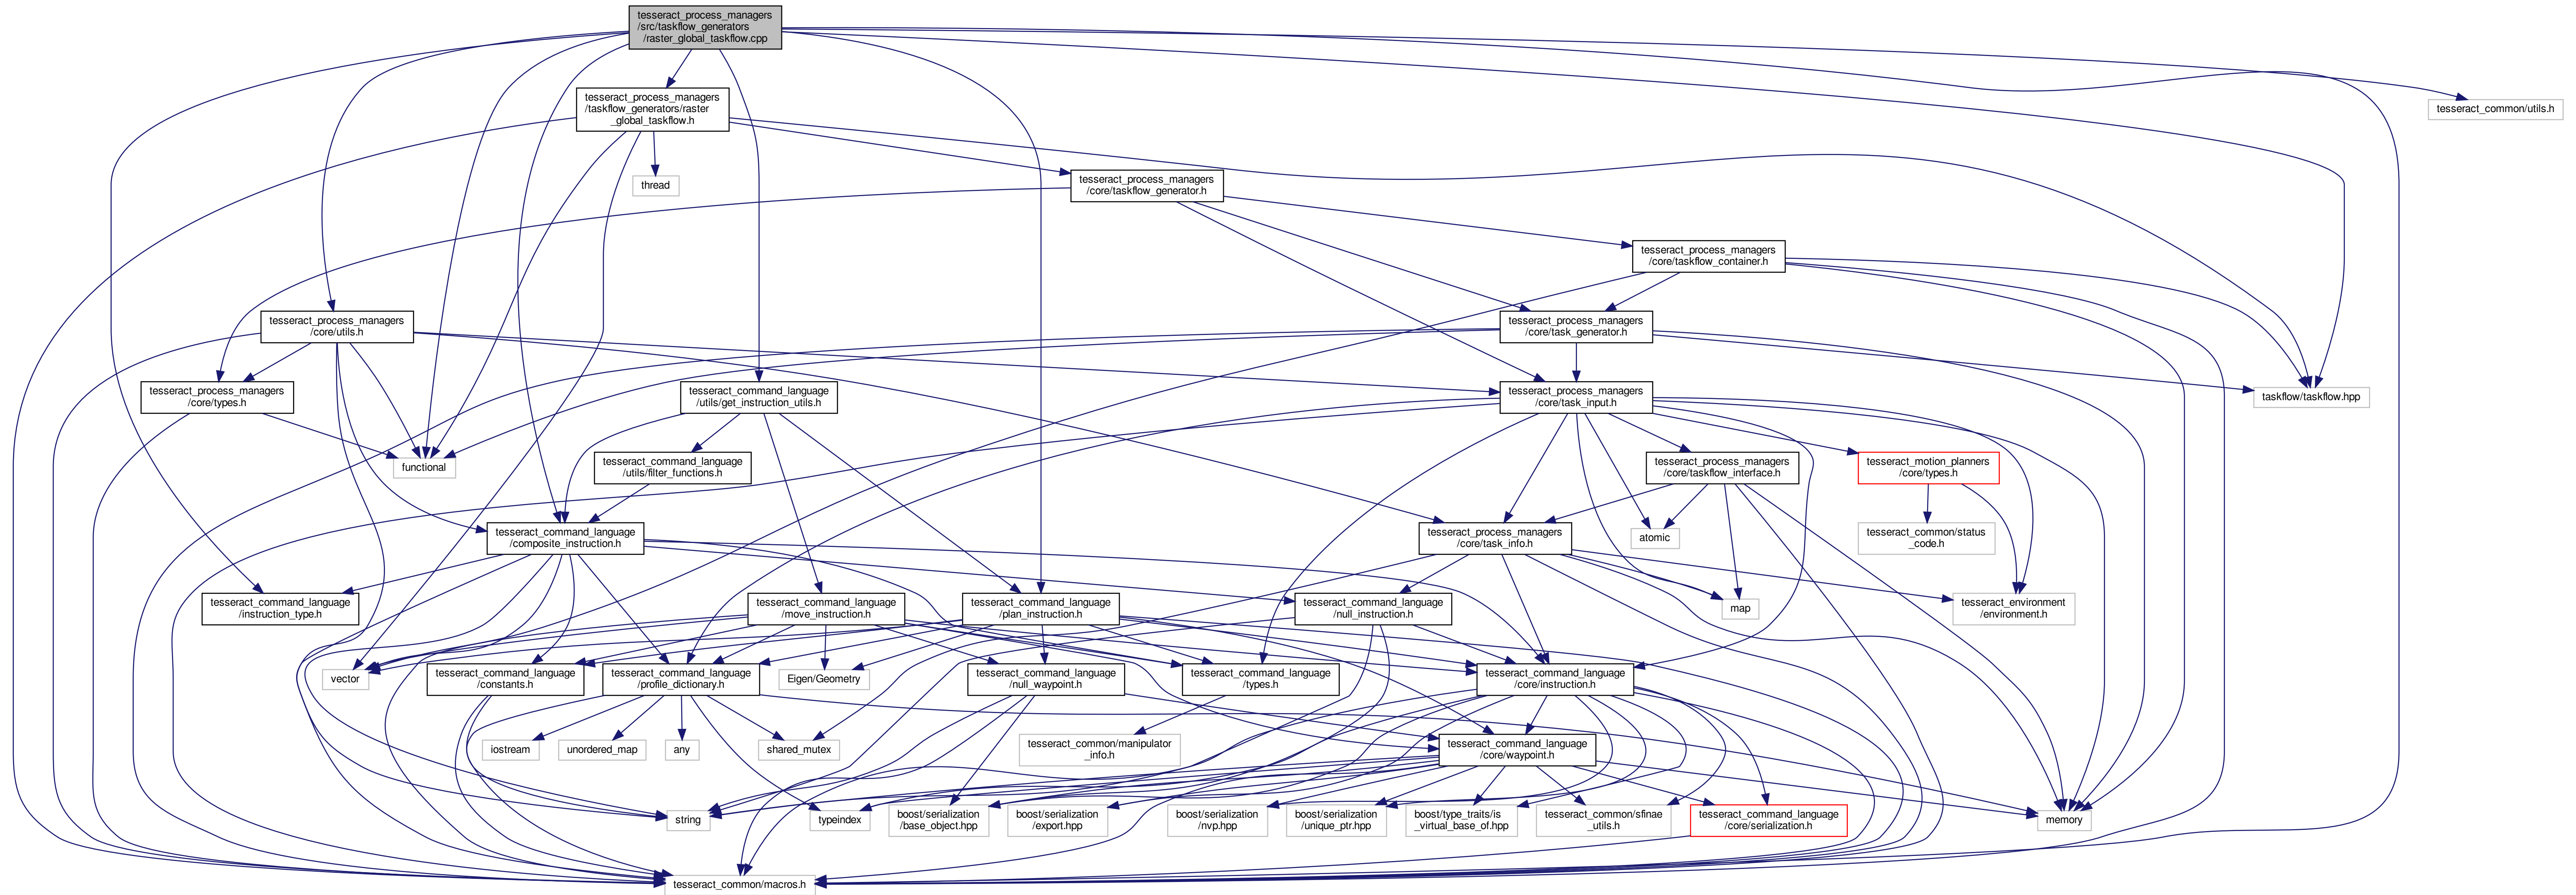 tesseract_process_managers
/src/taskflow_generators
/raster_global_taskflow.cpp
tesseract_process_managers
/taskflow_generators/raster
_global_taskflow.h
tesseract_common/utils.h
thread
tesseract_process_managers
/core/taskflow_generator.h
tesseract_process_managers
/core/taskflow_container.h
tesseract_process_managers
/core/utils.h
tesseract_process_managers
/core/task_generator.h
tesseract_process_managers
/core/types.h
tesseract_command_language
/utils/get_instruction_utils.h
tesseract_process_managers
/core/task_input.h
taskflow/taskflow.hpp
functional
tesseract_command_language
/utils/filter_functions.h
tesseract_process_managers
/core/taskflow_interface.h
tesseract_motion_planners
/core/types.h
tesseract_command_language
/composite_instruction.h
tesseract_process_managers
/core/task_info.h
atomic
tesseract_common/status
_code.h
tesseract_command_language
/instruction_type.h
tesseract_command_language
/move_instruction.h
tesseract_command_language
/plan_instruction.h
tesseract_command_language
/null_instruction.h
map
tesseract_environment
/environment.h
vector
tesseract_command_language
/constants.h
tesseract_command_language
/profile_dictionary.h
Eigen/Geometry
tesseract_command_language
/null_waypoint.h
tesseract_command_language
/types.h
tesseract_command_language
/core/instruction.h
iostream
unordered_map
any
shared_mutex
tesseract_common/manipulator
_info.h
tesseract_command_language
/core/waypoint.h
string
typeindex
boost/serialization
/base_object.hpp
boost/serialization
/export.hpp
boost/serialization
/nvp.hpp
boost/serialization
/unique_ptr.hpp
boost/type_traits/is
_virtual_base_of.hpp
tesseract_common/sfinae
_utils.h
tesseract_command_language
/core/serialization.h
memory
tesseract_common/macros.h